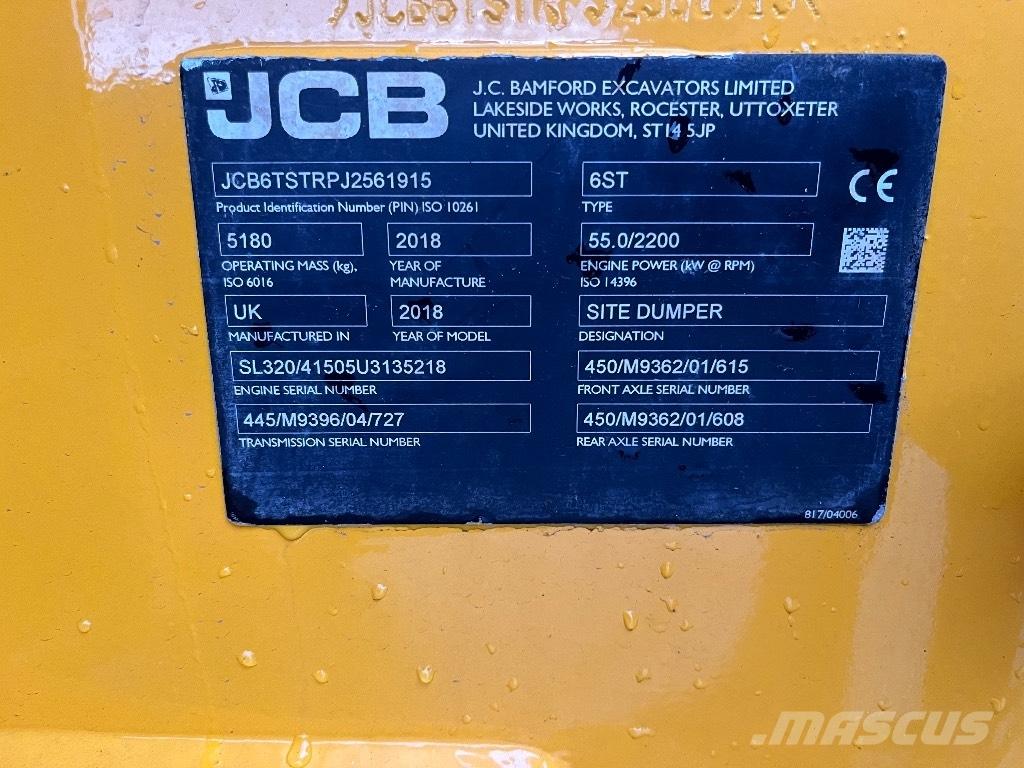 JCB
J.C. BAMFORD EXCAVATORS LIMITED
LAKESIDE WORKS, ROCESTER, UTTOXETER
UNITED KINGDOM, ST14 5JP
JCB6TSTRPJ2561915
Product Identification Number (PIN) ISO 10261
6ST
TYPE
CE
5180
OPERATING MASS (kg),
ISO 6016
2018
YEAR OF
MANUFACTURE
55.0/2200
ENGINE POWER (kW @ RPM)
ISO 14396
UK
MANUFACTURED IN
2018
YEAR OF MODEL
SITE DUMPER
DESIGNATION
SL320/41505U3135218
ENGINE SERIAL NUMBER
450/M9362/01/615
FRONT AXLE SERIAL NUMBER
445/M9396/04/727
TRANSMISSION SERIAL NUMBER
450/M9362/01/608
REAR AXLE SERIAL NUMBER
817/04006
MASCUS